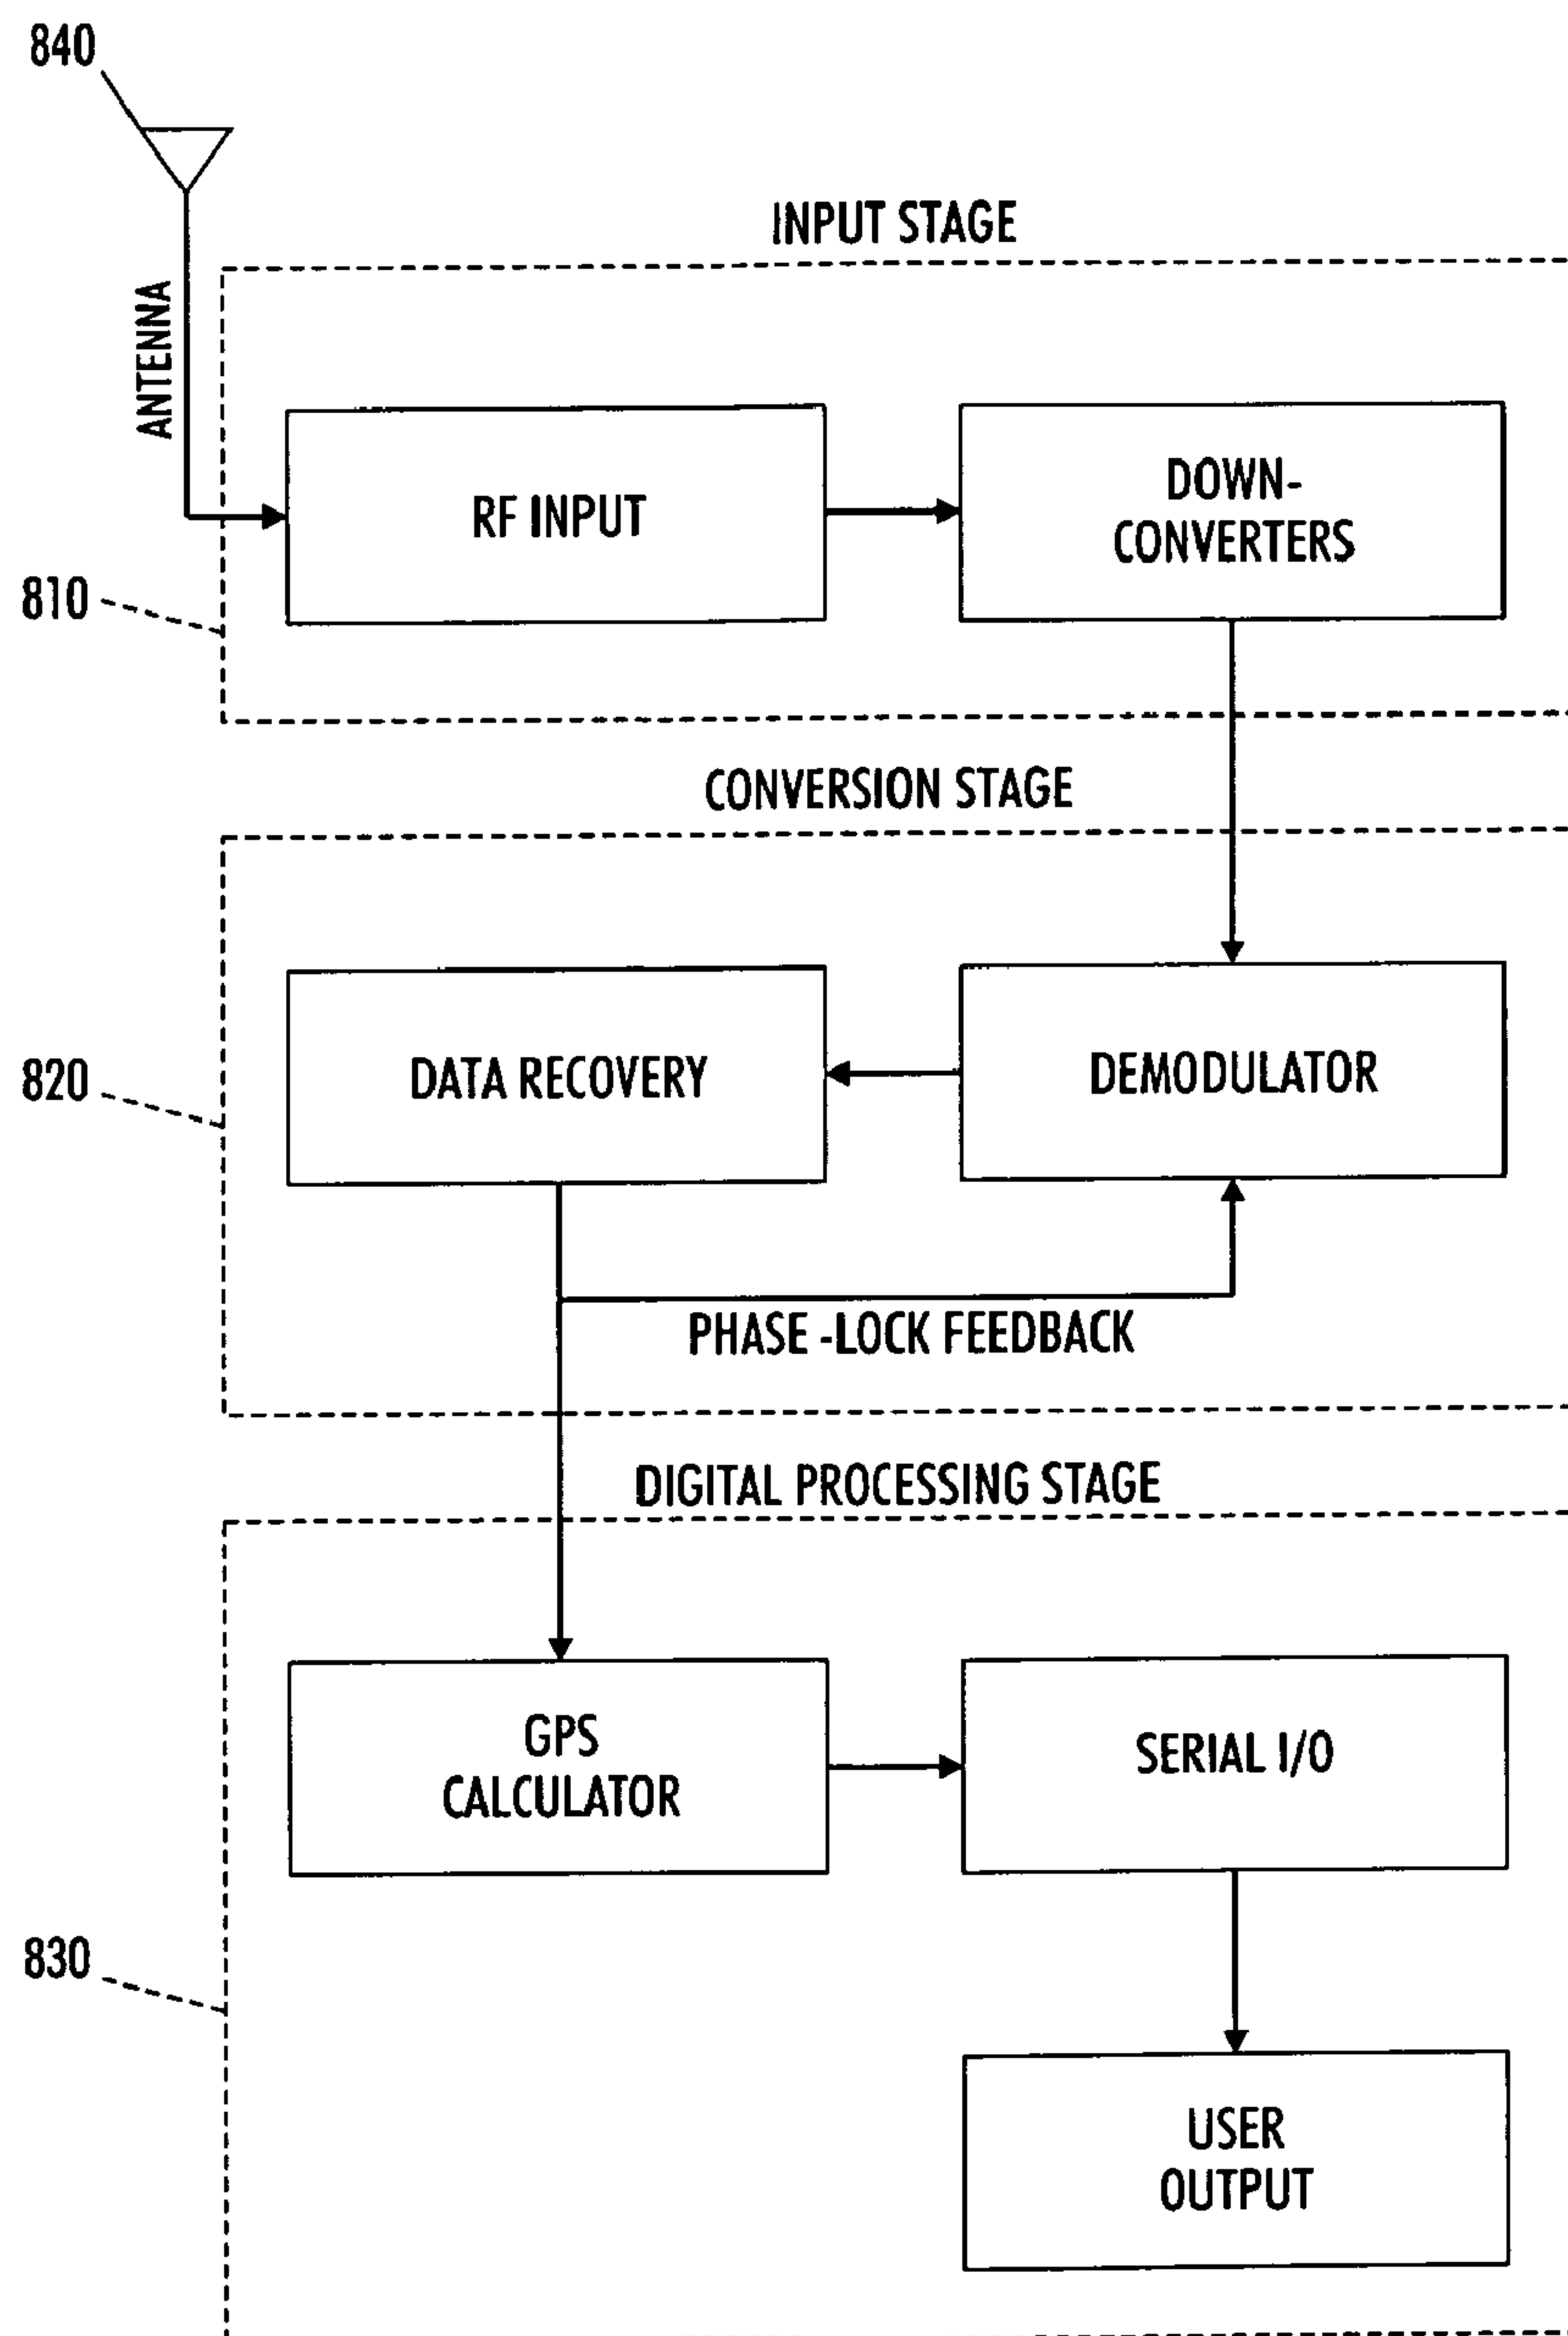 840
INPUT STAGE
ANTENNA
RF INPUT
DOWN-
CONVERTERS
810
CONVERSION STAGE
820
DATA RECOVERY
DEMODULATOR
PHASE -LOCK FEEDBACK
DIGITAL PROCESSING STAGE
GPS
CALCULATOR
SERIAL I/O
830
USER
OUTPUT